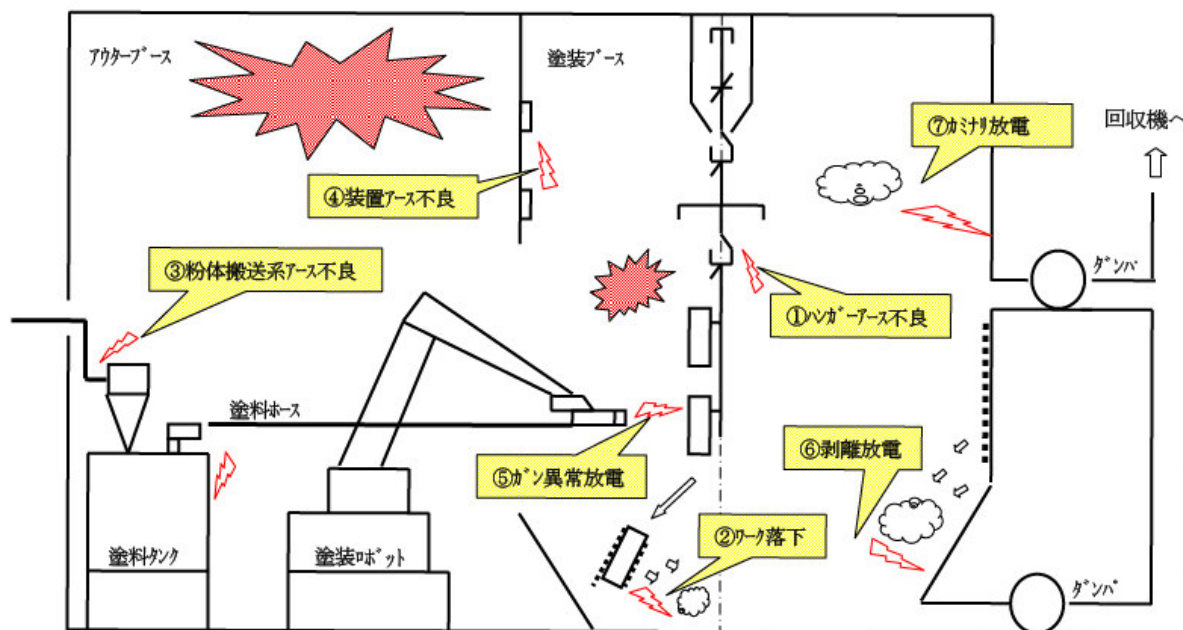 アウターブース
塗装ブース
⑦カミナリ放電
回収機へ
④装置アース不良
③粉体搬送系アース不良
ダンパ
①ハンガーアース不良
塗料ホース
⑥剥離放電
⑤ガン異常放電
②ワーク落下
塗料タンク
塗装ロボット
ダンパ